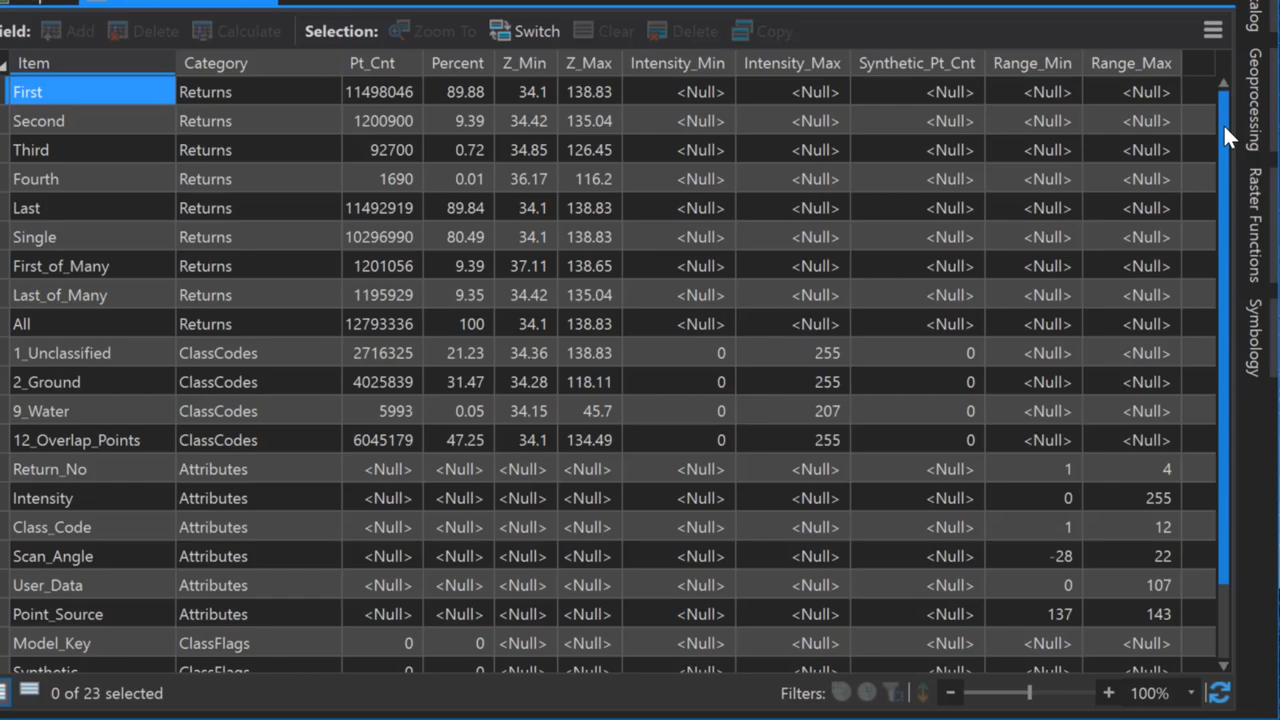 ield: Add Delete Calculate Selection: Zoom To Switch Clear Delete Copy
Item Category Pt_Cnt Percent Z_Min Z_Max Intensity_Min Intensity_Max Synthetic_Pt_Cnt Range_Min Range_Max
First Returns 11498046 89.88 34.1 138.83 <Null> <Null> <Null> <Null> <Null>
Second Returns 1200900 9.39 34.42 135.04 <Null> <Null> <Null> <Null> <Null>
Third Returns 92700 0.72 34.85 126.45 <Null> <Null> <Null> <Null> <Null>
Fourth Returns 1690 0.01 36.17 116.2 <Null> <Null> <Null> <Null> <Null>
Last Returns 11492919 89.84 34.1 138.83 <Null> <Null> <Null> <Null> <Null>
Single Returns 10296990 80.49 34.1 138.83 <Null> <Null> <Null> <Null> <Null>
First_of_Many Returns 1201056 9.39 37.11 138.65 <Null> <Null> <Null> <Null> <Null>
Last_of_Many Returns 1195929 9.35 34.42 135.04 <Null> <Null> <Null> <Null> <Null>
All Returns 12793336 100 34.1 138.83 <Null> <Null> <Null> <Null> <Null>
1_Unclassified ClassCodes 2716325 21.23 34.36 138.83 0 255 0 <Null> <Null>
2_Ground ClassCodes 4025839 31.47 34.28 118.11 0 255 0 <Null> <Null>
9_Water ClassCodes 5993 0.05 34.15 45.7 0 207 0 <Null> <Null>
12_Overlap_Points ClassCodes 6045179 47.25 34.1 134.49 0 255 0 <Null> <Null>
Return_No Attributes <Null> <Null> <Null> <Null> <Null> <Null> <Null> 1 4
Intensity Attributes <Null> <Null> <Null> <Null> <Null> <Null> <Null> 0 255
Class_Code Attributes <Null> <Null> <Null> <Null> <Null> <Null> <Null> 1 12
Scan_Angle Attributes <Null> <Null> <Null> <Null> <Null> <Null> <Null> -28 22
User_Data Attributes <Null> <Null> <Null> <Null> <Null> <Null> <Null> 0 107
Point_Source Attributes <Null> <Null> <Null> <Null> <Null> <Null> <Null> 137 143
Model_Key ClassFlags 0 0 <Null> <Null> <Null> <Null> <Null> <Null> <Null>
Synthetic ClassFlags 0 0 <Null> <Null> <Null> <Null> <Null> <Null> <Null>
0 of 23 selected Filters: 100%
talog
Geoprocessing
Raster Functions
Symbology